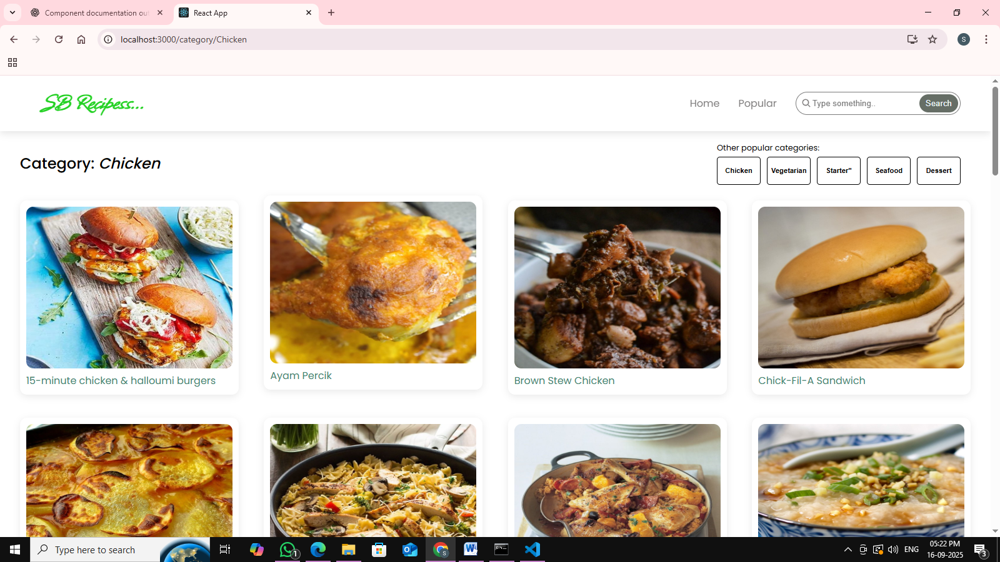 Component documentation ou
React App
localhost:3000/category/Chicken
S
SB Recipess...
Home
Popular
Type something..
Search
Category: Chicken
Other popular categories:
Chicken
Vegetarian
Starter"
Seafood
Dessert
15-minute chicken & halloumi burgers
Ayam Percik
Brown Stew Chicken
Chick-Fil-A Sandwich
Type here to search
1
S
W
ENG
05:22 PM
16-09-2025
3